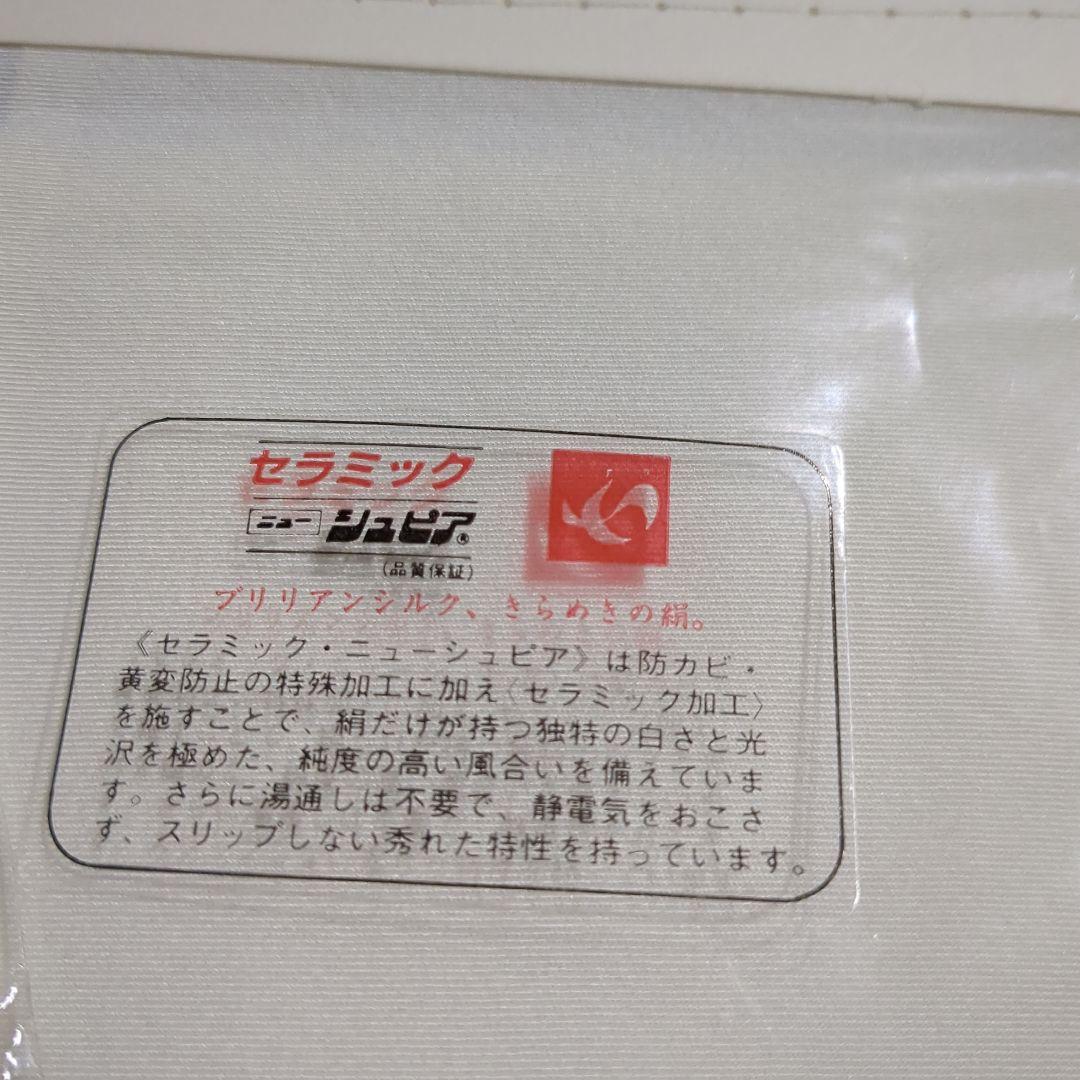 セラミック
ニュー シュピア®
(品質保証)
ブリリアンシルク、きらめきの絹。
《セラミック・ニューシュピア》は防カビ・
黄変防止の特殊加工に加え〈セラミック加工〉
を施すことで、絹だけが持つ独特の白さと光
沢を極めた、純度の高い風合いを備えていま
す。さらに湯通しは不要で、静電気をおこさ
ず、スリップしない秀れた特性を持っています。